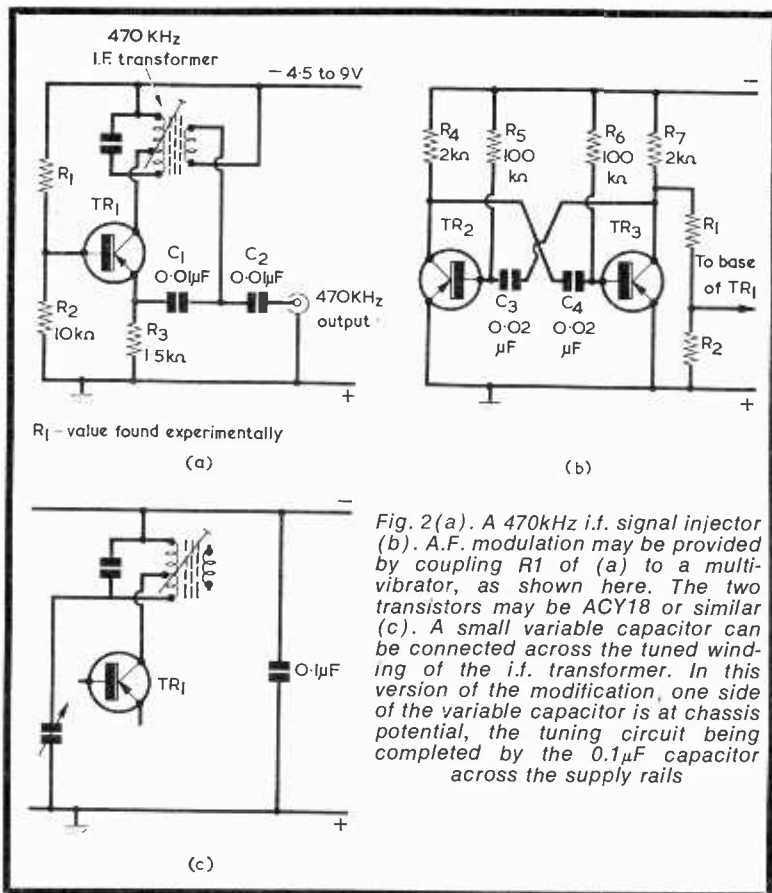 470 KHz
I.F. transformer
− 4.5 to 9V
R1
TR1
C1
0·01µF
C2
0·01µF
R2
10kΩ
R3
1·5kΩ
470KHz
output
+
R1 – value found experimentally
(a)
−
R4
2kΩ
R5
100
kΩ
R6
100
kΩ
R7
2kΩ
TR2
TR3
R1
To base
of TR1
C3
0·02
µF
C4
0·02
µF
R2
+
(b)
−
TR1
0·1µF
+
(c)
Fig. 2(a). A 470kHz i.f. signal injector
(b). A.F. modulation may be provided
by coupling R1 of (a) to a multi-
vibrator, as shown here. The two
transistors may be ACY18 or similar
(c). A small variable capacitor can
be connected across the tuned wind-
ing of the i.f. transformer. In this
version of the modification, one side
of the variable capacitor is at chassis
potential, the tuning circuit being
completed by the 0.1µF capacitor
across the supply rails